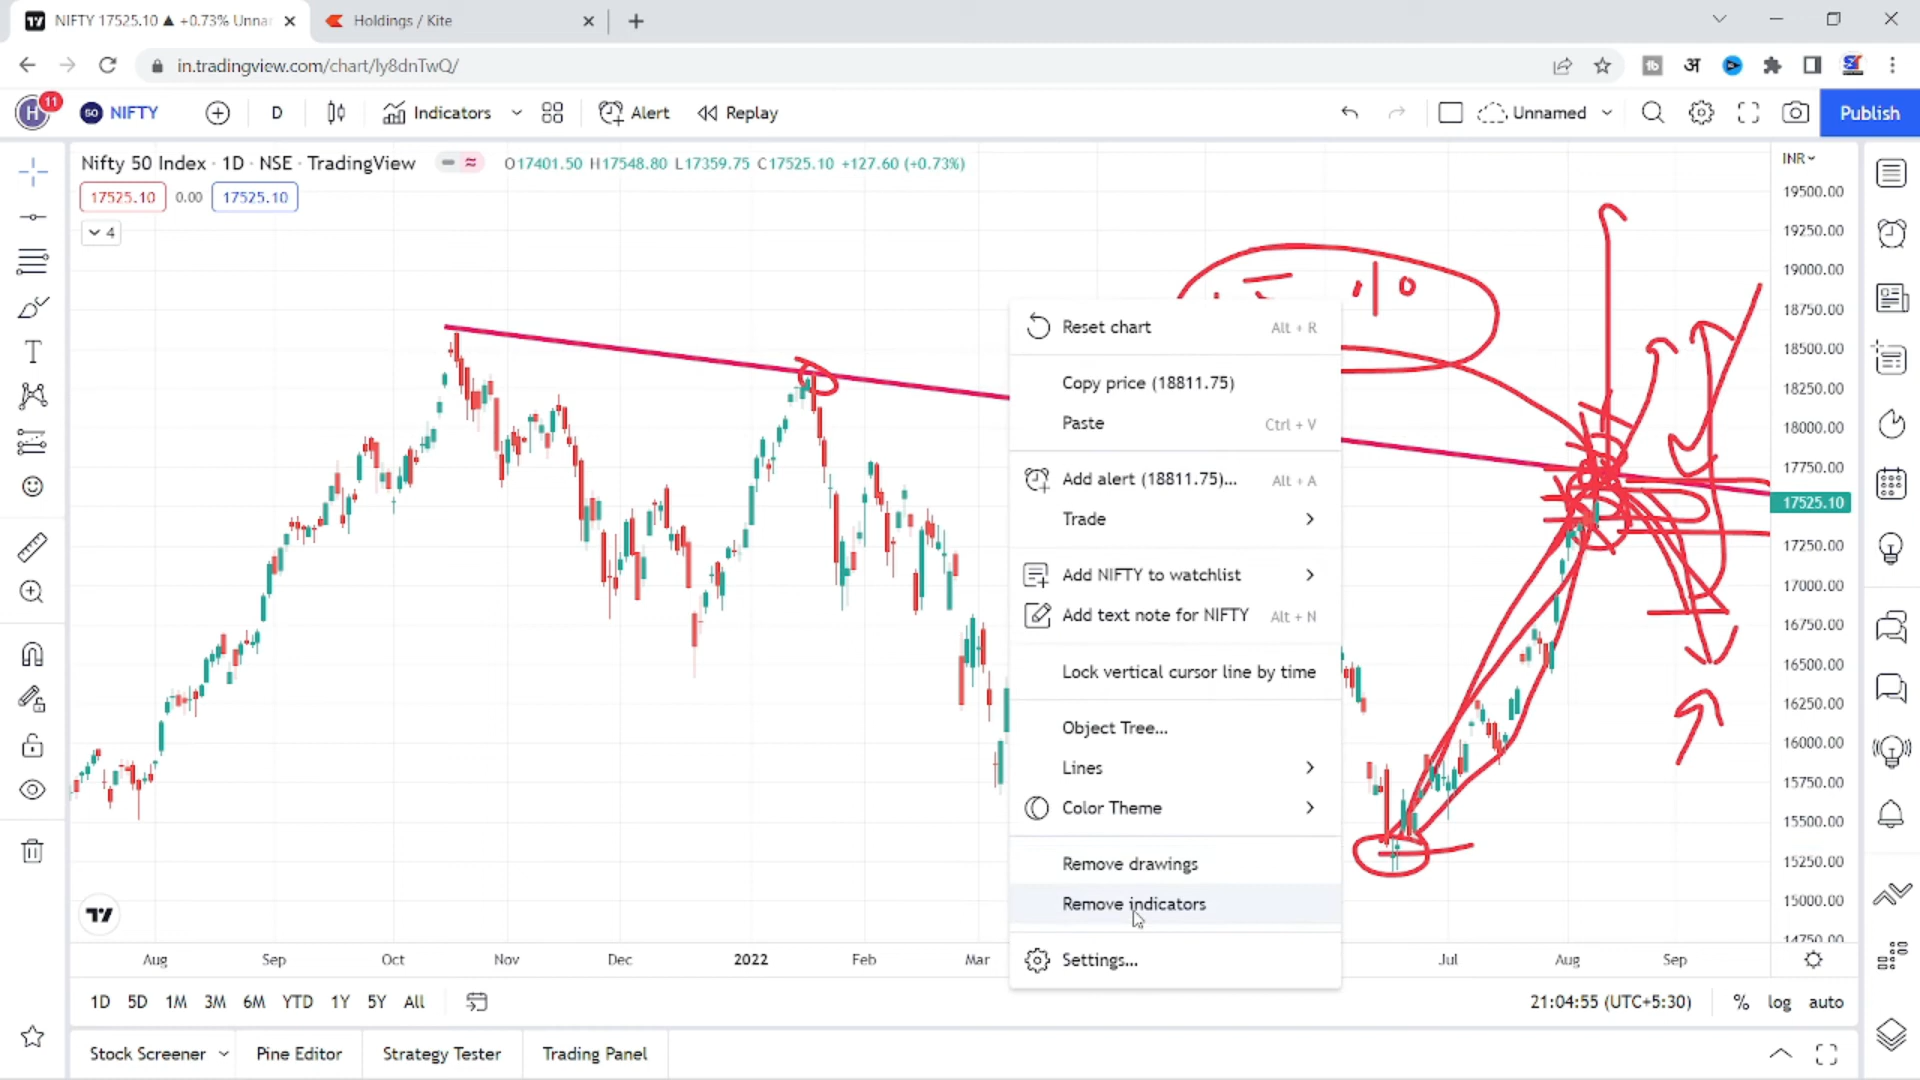 NIFTY 17525.10 ▲ +0.73% Unnar
Holdings / Kite
in.tradingview.com/chart/ly8dnTwQ/
H 11
50 NIFTY
D
Indicators
Alert
Replay
Unnamed
Publish
Nifty 50 Index · 1D · NSE · TradingView
O17401.50 H17548.80 L17359.75 C17525.10 +127.60 (+0.73%)
INR
17525.10 0.00 17525.10
4
19500.00
19250.00
19000.00
18750.00
18500.00
18250.00
18000.00
17750.00
17525.10
17250.00
17000.00
16750.00
16500.00
16250.00
16000.00
15750.00
15500.00
15250.00
15000.00
14750.00
Reset chart Alt + R
Copy price (18811.75)
Paste Ctrl + V
Add alert (18811.75)... Alt + A
Trade
Add NIFTY to watchlist
Add text note for NIFTY Alt + N
Lock vertical cursor line by time
Object Tree...
Lines
Color Theme
Remove drawings
Remove indicators
Settings...
Aug Sep Oct Nov Dec 2022 Feb Mar Jul Aug Sep
1D 5D 1M 3M 6M YTD 1Y 5Y All
21:04:55 (UTC+5:30) % log auto
Stock Screener Pine Editor Strategy Tester Trading Panel